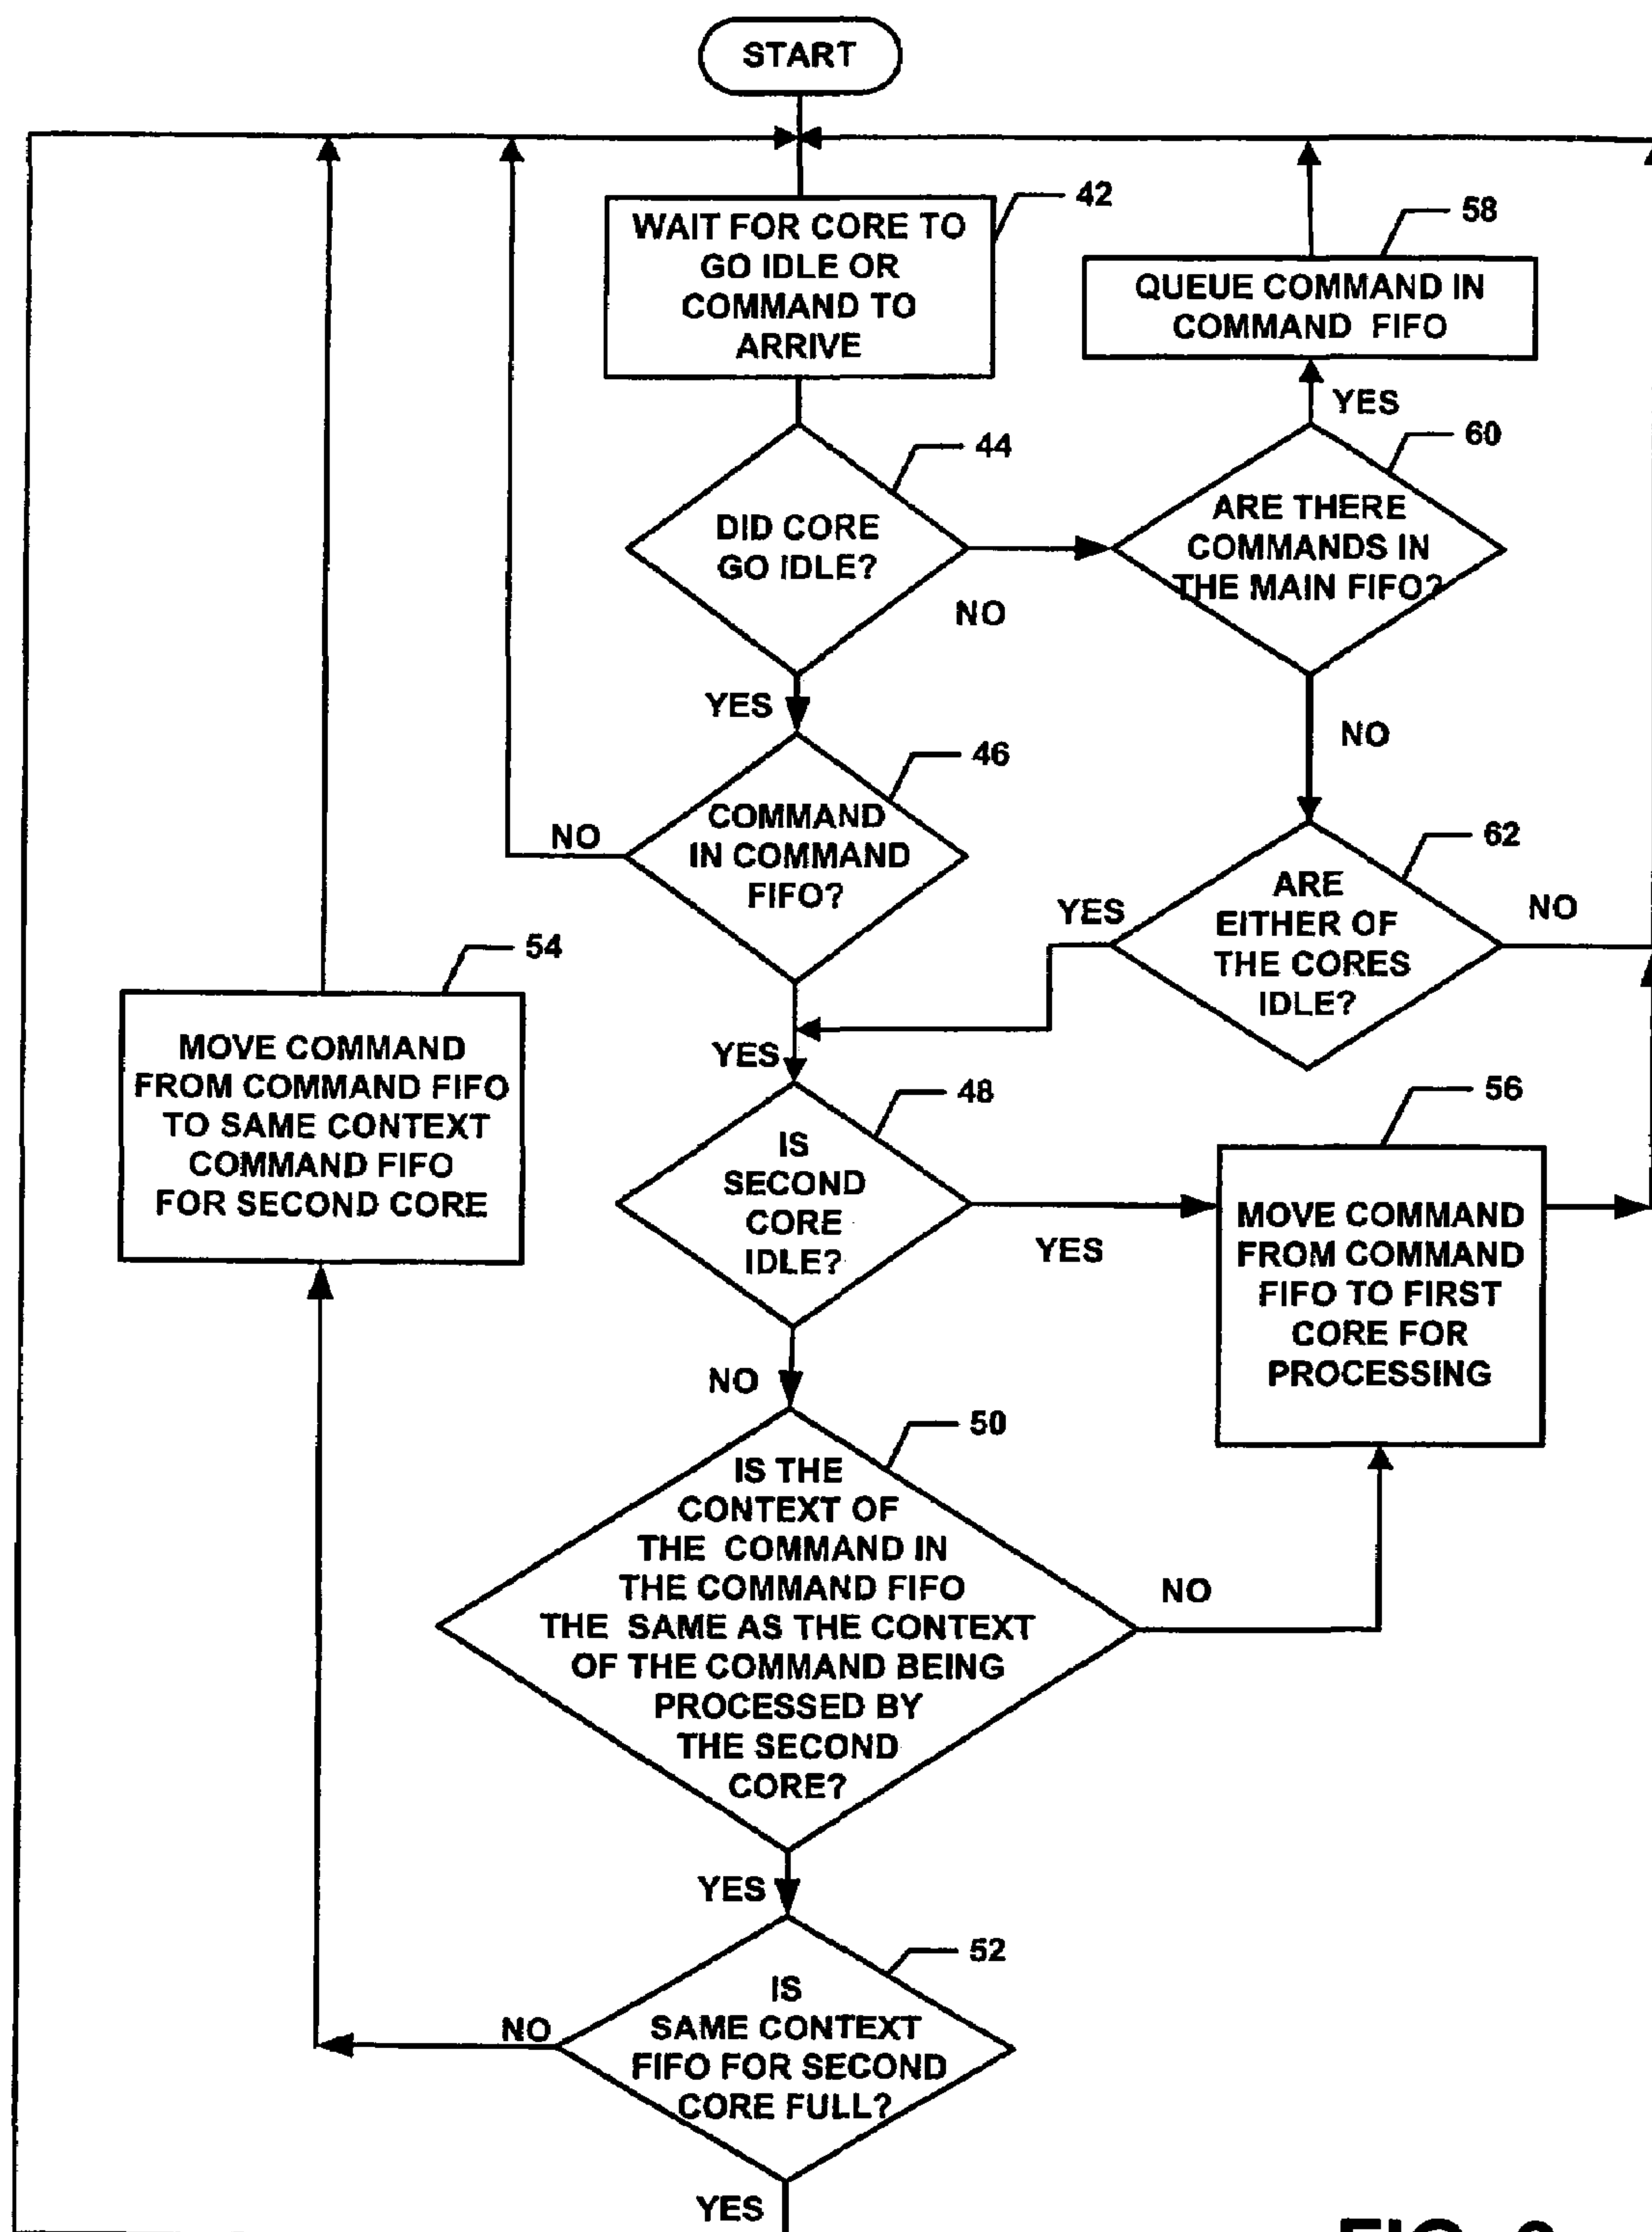 START
42
WAIT FOR CORE TO
GO IDLE OR
COMMAND TO
ARRIVE
58
QUEUE COMMAND IN
COMMAND FIFO
YES
44
DID CORE
GO IDLE?
NO
60
ARE THERE
COMMANDS IN
THE MAIN FIFO?
YES
NO
46
COMMAND
IN COMMAND
FIFO?
NO
62
ARE
EITHER OF
THE CORES
IDLE?
YES
NO
54
MOVE COMMAND
FROM COMMAND FIFO
TO SAME CONTEXT
COMMAND FIFO
FOR SECOND CORE
YES
48
IS
SECOND
CORE
IDLE?
YES
56
MOVE COMMAND
FROM COMMAND
FIFO TO FIRST
CORE FOR
PROCESSING
NO
50
IS THE
CONTEXT OF
THE COMMAND IN
THE COMMAND FIFO
THE SAME AS THE CONTEXT
OF THE COMMAND BEING
PROCESSED BY
THE SECOND
CORE?
NO
YES
52
IS
SAME CONTEXT
FIFO FOR SECOND
CORE FULL?
NO
YES